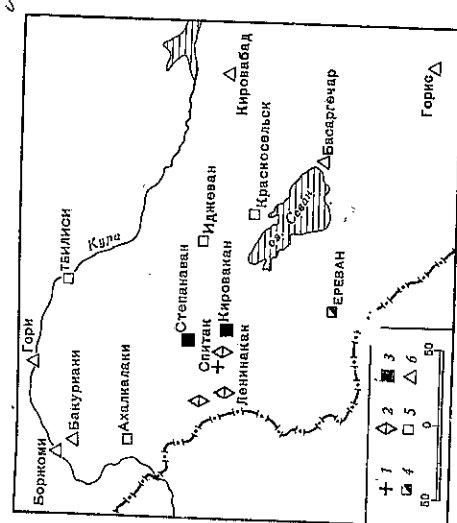 Боржоми
Гори
Бакуриани
Тбилиси
Ахалкалаки
Кура
Кировабад
Степанаван
Иджеван
Спитак
Кировакан
Красносельск
Ленинакан
оз. Севан
Басаргечар
ЕРЕВАН
Горис
1 2 3
4 5 6
50 0 50